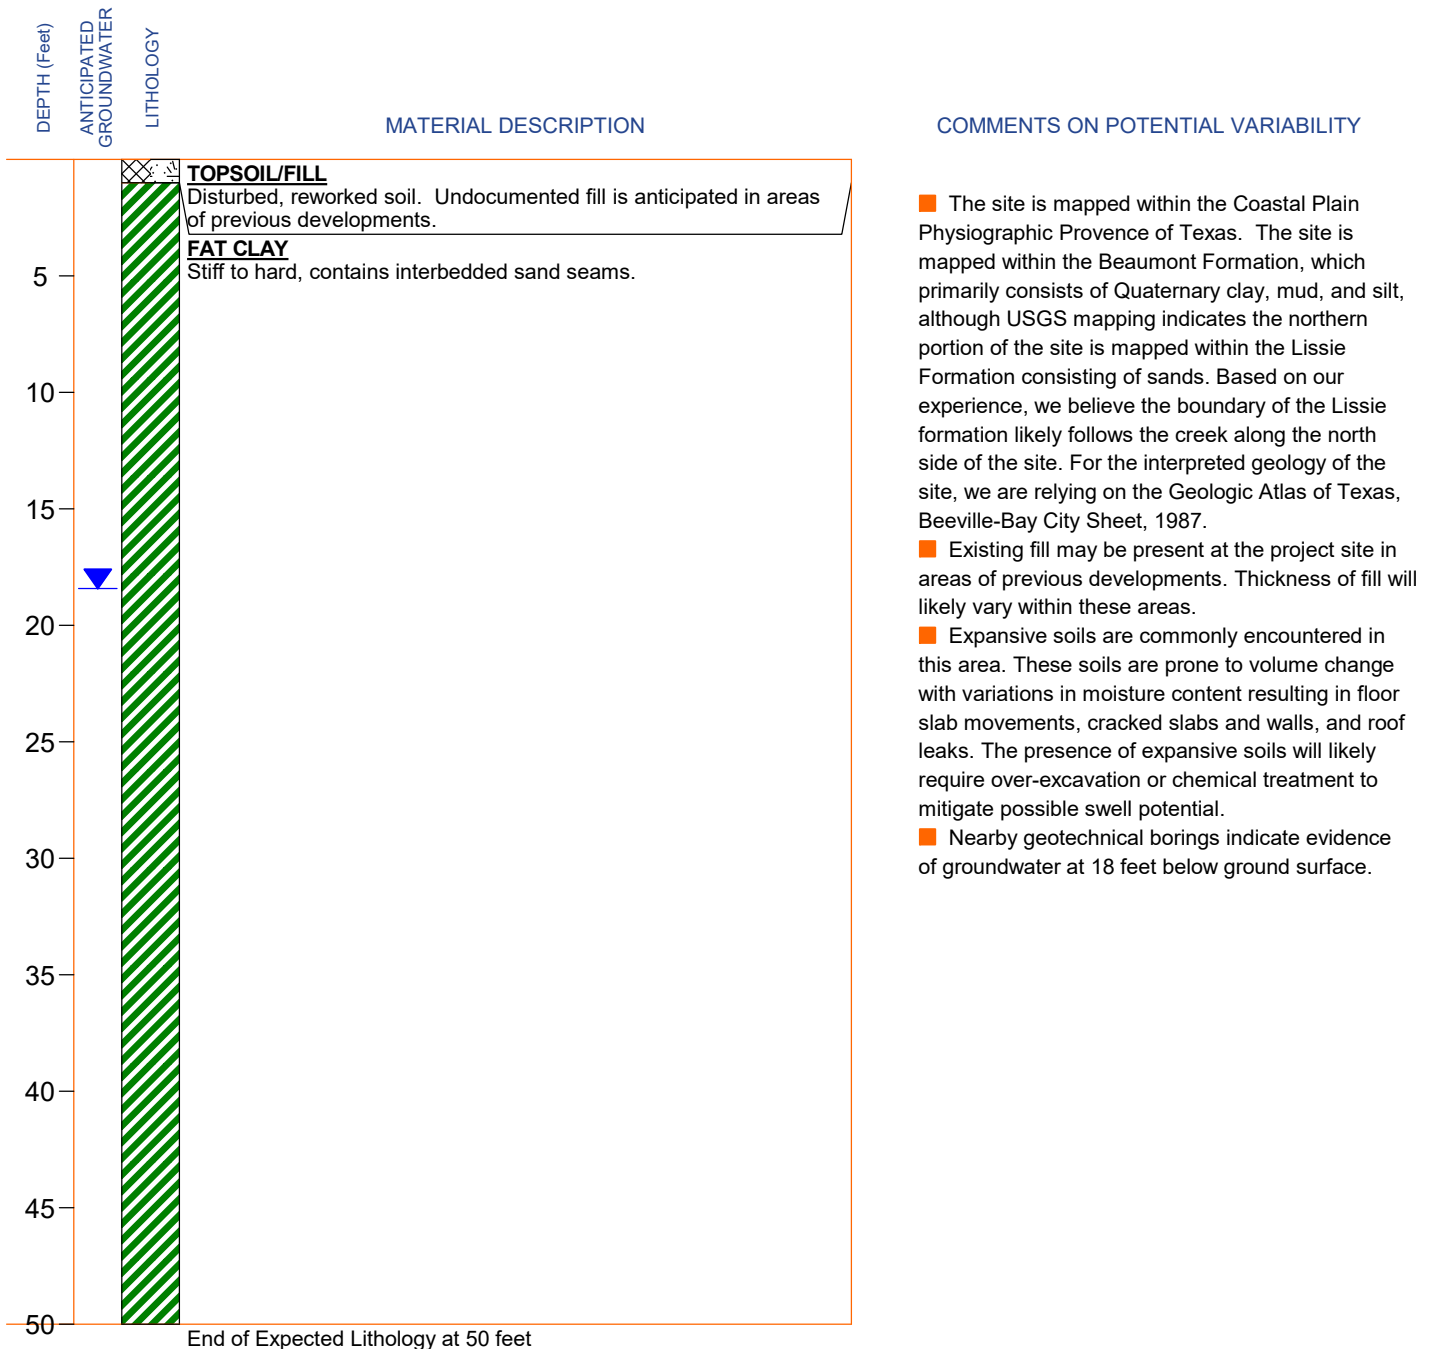 DEPTH (Feet)
ANTICIPATED
GROUNDWATER
LITHOLOGY
MATERIAL DESCRIPTION
COMMENTS ON POTENTIAL VARIABILITY
TOPSOIL/FILL
Disturbed, reworked soil.  Undocumented fill is anticipated in areas
of previous developments.
FAT CLAY
Stiff to hard, contains interbedded sand seams.
5
10
15
20
25
30
35
40
45
50
End of Expected Lithology at 50 feet
The site is mapped within the Coastal Plain
Physiographic Provence of Texas.  The site is
mapped within the Beaumont Formation, which
primarily consists of Quaternary clay, mud, and silt,
although USGS mapping indicates the northern
portion of the site is mapped within the Lissie
Formation consisting of sands. Based on our
experience, we believe the boundary of the Lissie
formation likely follows the creek along the north
side of the site. For the interpreted geology of the
site, we are relying on the Geologic Atlas of Texas,
Beeville-Bay City Sheet, 1987.
Existing fill may be present at the project site in
areas of previous developments. Thickness of fill will
likely vary within these areas.
Expansive soils are commonly encountered in
this area. These soils are prone to volume change
with variations in moisture content resulting in floor
slab movements, cracked slabs and walls, and roof
leaks. The presence of expansive soils will likely
require over-excavation or chemical treatment to
mitigate possible swell potential.
Nearby geotechnical borings indicate evidence
of groundwater at 18 feet below ground surface.